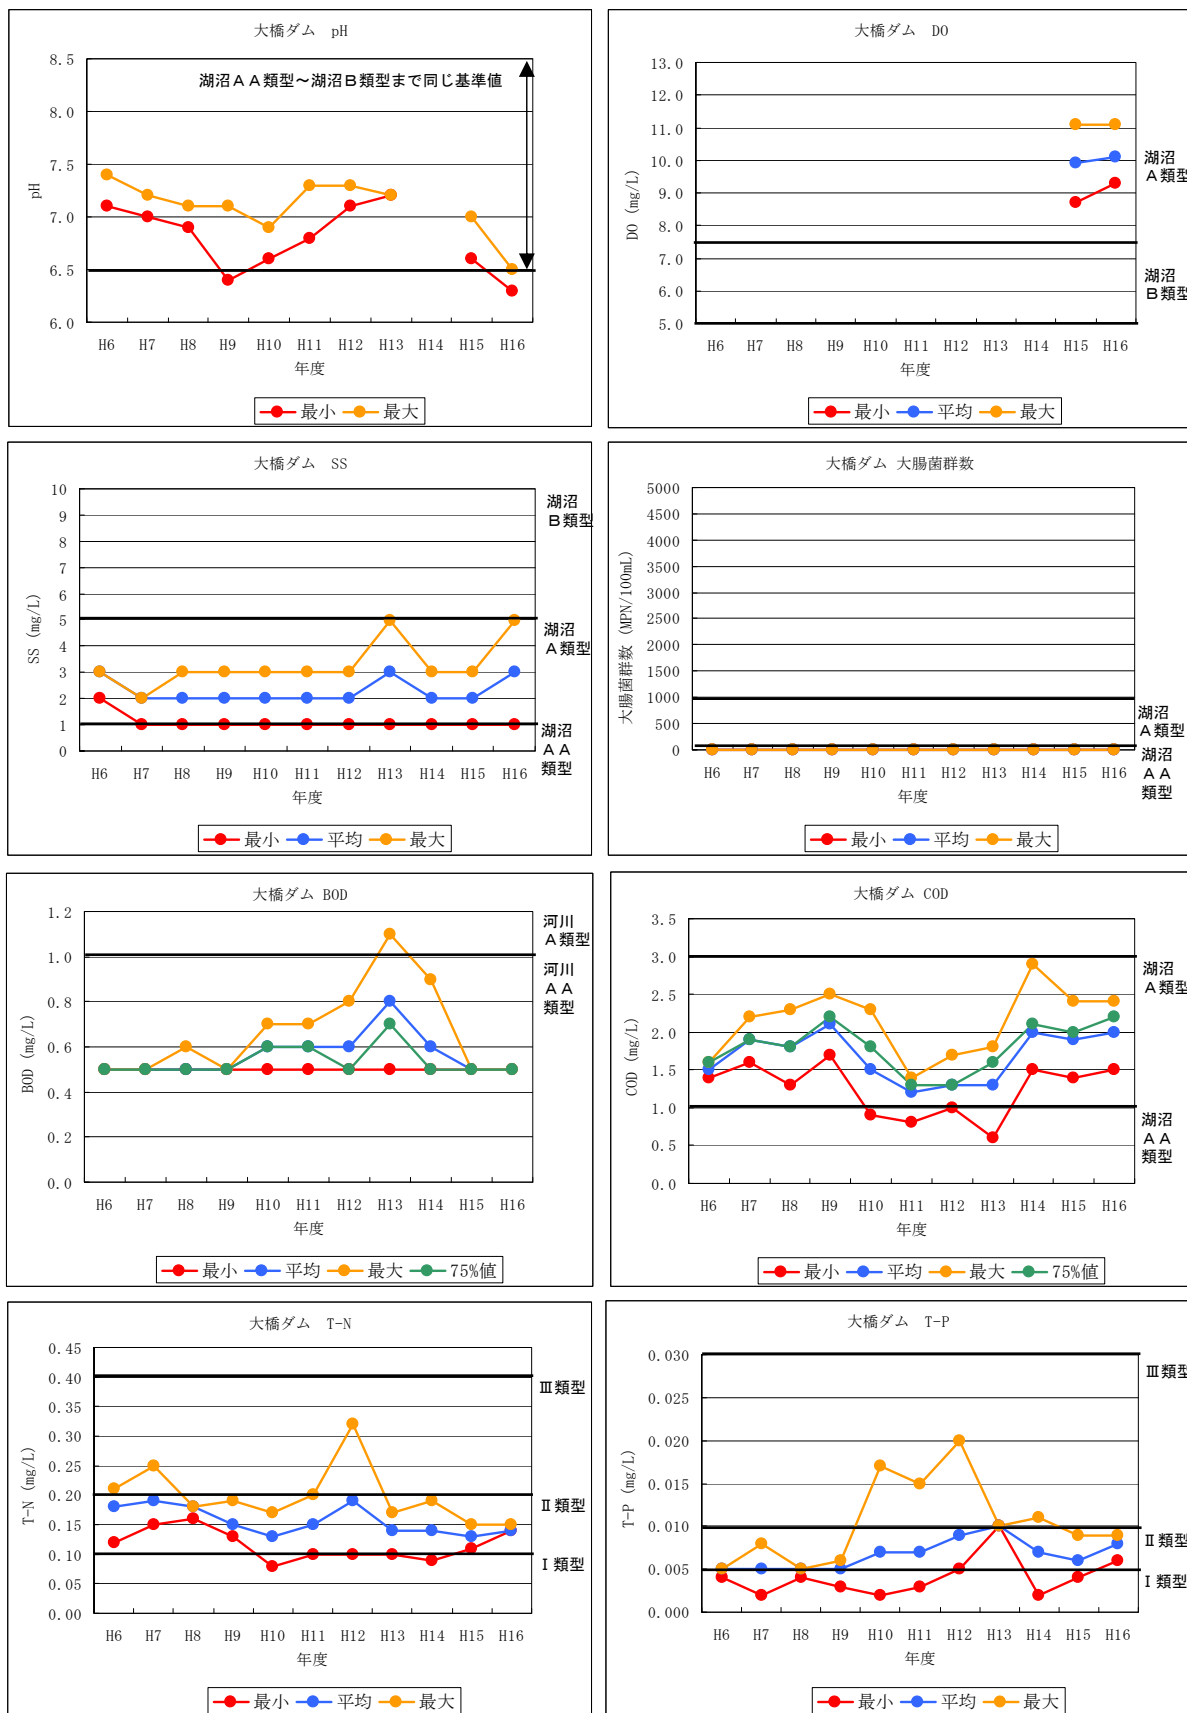 大橋ダム　pH
8.5
8.0
7.5
7.0
6.5
6.0
pH
湖沼ＡＡ類型～湖沼Ｂ類型まで同じ基準値
H6 H7 H8 H9 H10 H11 H12 H13 H14 H15 H16
年度
最小 最大
大橋ダム　DO
13.0
12.0
11.0
10.0
9.0
8.0
7.0
6.0
5.0
DO (mg/L)
湖沼
Ａ類型
湖沼
Ｂ類型
H6 H7 H8 H9 H10 H11 H12 H13 H14 H15 H16
年度
最小 平均 最大
大橋ダム　SS
10
9
8
7
6
5
4
3
2
1
0
SS (mg/L)
湖沼
Ｂ類型
湖沼
Ａ類型
湖沼
ＡＡ
類型
H6 H7 H8 H9 H10 H11 H12 H13 H14 H15 H16
年度
最小 平均 最大
大橋ダム 大腸菌群数
5000
4500
4000
3500
3000
2500
2000
1500
1000
500
0
大腸菌群数 (MPN/100mL)
湖沼
Ａ類型
湖沼
ＡＡ
類型
H6 H7 H8 H9 H10 H11 H12 H13 H14 H15 H16
年度
最小 平均 最大
大橋ダム BOD
1.2
1.0
0.8
0.6
0.4
0.2
0.0
BOD (mg/L)
河川
Ａ類型
河川
ＡＡ
類型
H6 H7 H8 H9 H10 H11 H12 H13 H14 H15 H16
年度
最小 平均 最大 75%値
大橋ダム COD
3.5
3.0
2.5
2.0
1.5
1.0
0.5
0.0
COD (mg/L)
湖沼
Ａ類型
湖沼
ＡＡ
類型
H6 H7 H8 H9 H10 H11 H12 H13 H14 H15 H16
年度
最小 平均 最大 75%値
大橋ダム　T-N
0.45
0.40
0.35
0.30
0.25
0.20
0.15
0.10
0.05
0.00
T-N (mg/L)
Ⅲ類型
Ⅱ類型
Ⅰ類型
H6 H7 H8 H9 H10 H11 H12 H13 H14 H15 H16
年度
最小 平均 最大
大橋ダム　T-P
0.030
0.025
0.020
0.015
0.010
0.005
0.000
T-P (mg/L)
Ⅲ類型
Ⅱ類型
Ⅰ類型
H6 H7 H8 H9 H10 H11 H12 H13 H14 H15 H16
年度
最小 平均 最大